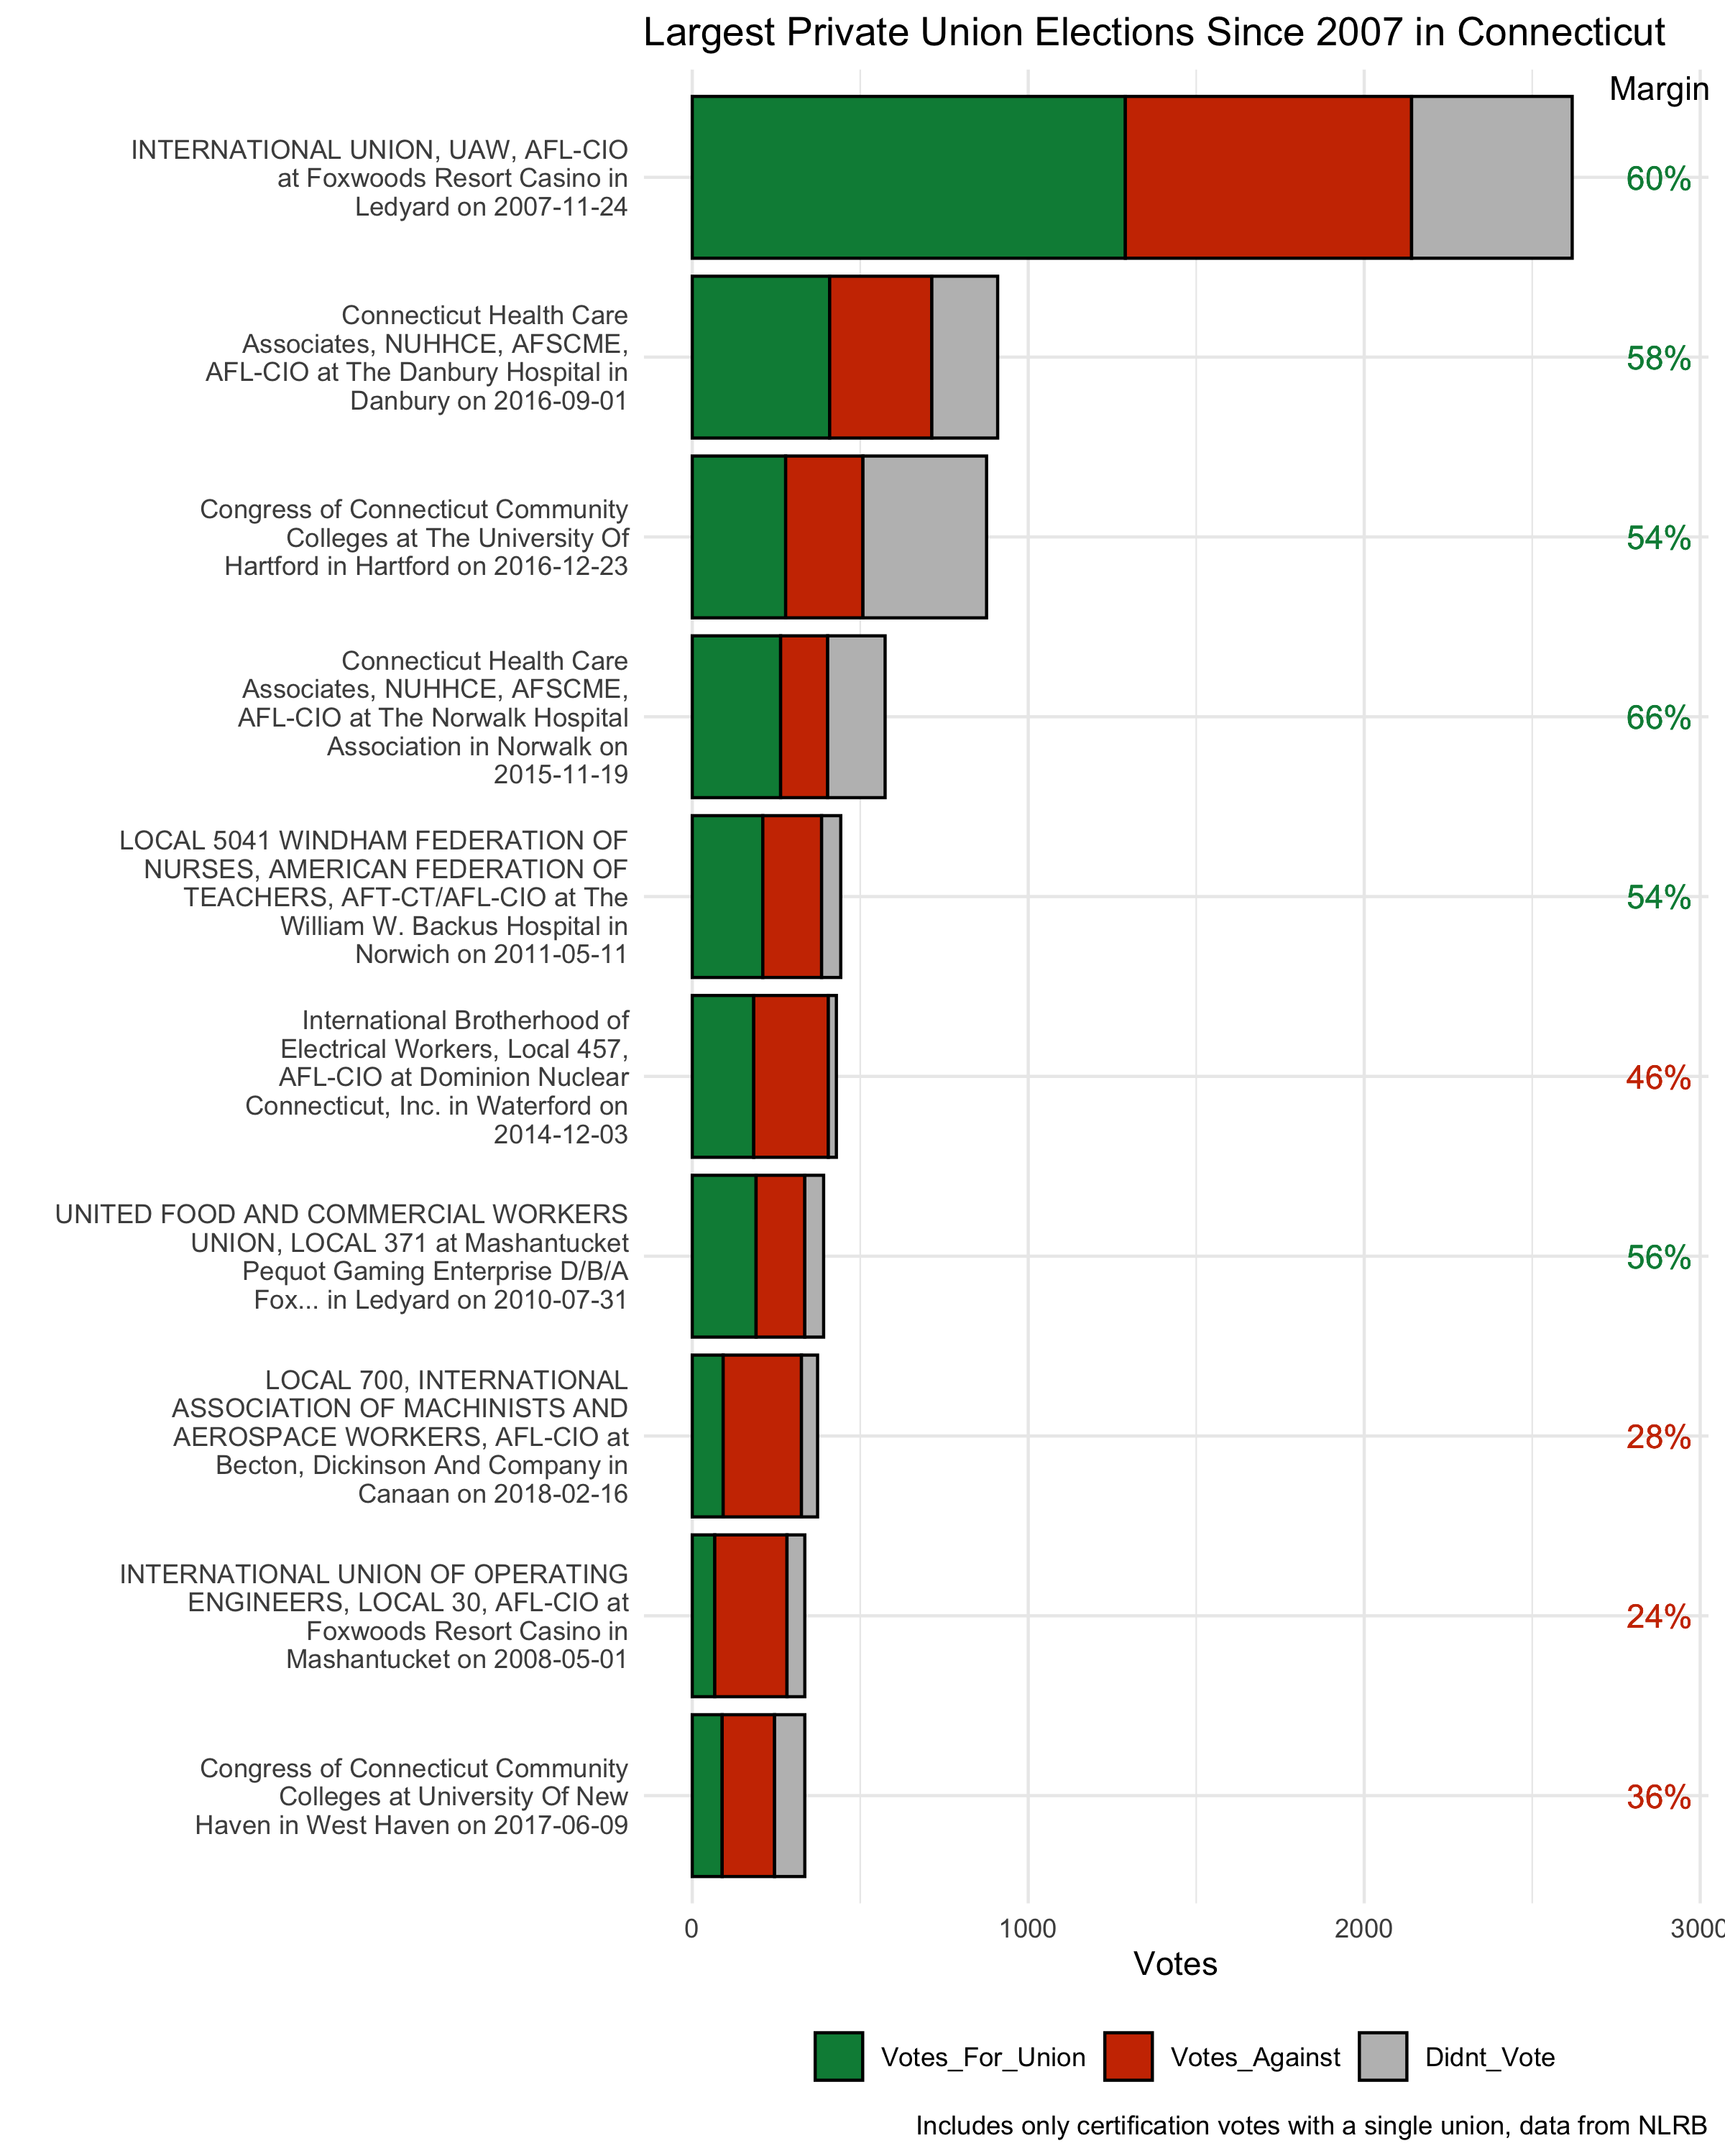 Largest Private Union Elections Since 2007 in Connecticut
Margin
INTERNATIONAL UNION, UAW, AFL-CIO
at Foxwoods Resort Casino in
Ledyard on 2007-11-24
60%
Connecticut Health Care
Associates, NUHHCE, AFSCME,
AFL-CIO at The Danbury Hospital in
Danbury on 2016-09-01
58%
Congress of Connecticut Community
Colleges at The University Of
Hartford in Hartford on 2016-12-23
54%
Connecticut Health Care
Associates, NUHHCE, AFSCME,
AFL-CIO at The Norwalk Hospital
Association in Norwalk on
2015-11-19
66%
LOCAL 5041 WINDHAM FEDERATION OF
NURSES, AMERICAN FEDERATION OF
TEACHERS, AFT-CT/AFL-CIO at The
William W. Backus Hospital in
Norwich on 2011-05-11
54%
International Brotherhood of
Electrical Workers, Local 457,
AFL-CIO at Dominion Nuclear
Connecticut, Inc. in Waterford on
2014-12-03
46%
UNITED FOOD AND COMMERCIAL WORKERS
UNION, LOCAL 371 at Mashantucket
Pequot Gaming Enterprise D/B/A
Fox... in Ledyard on 2010-07-31
56%
LOCAL 700, INTERNATIONAL
ASSOCIATION OF MACHINISTS AND
AEROSPACE WORKERS, AFL-CIO at
Becton, Dickinson And Company in
Canaan on 2018-02-16
28%
INTERNATIONAL UNION OF OPERATING
ENGINEERS, LOCAL 30, AFL-CIO at
Foxwoods Resort Casino in
Mashantucket on 2008-05-01
24%
Congress of Connecticut Community
Colleges at University Of New
Haven in West Haven on 2017-06-09
36%
0 1000 2000 3000
Votes
Votes_For_Union Votes_Against Didnt_Vote
Includes only certification votes with a single union, data from NLRB